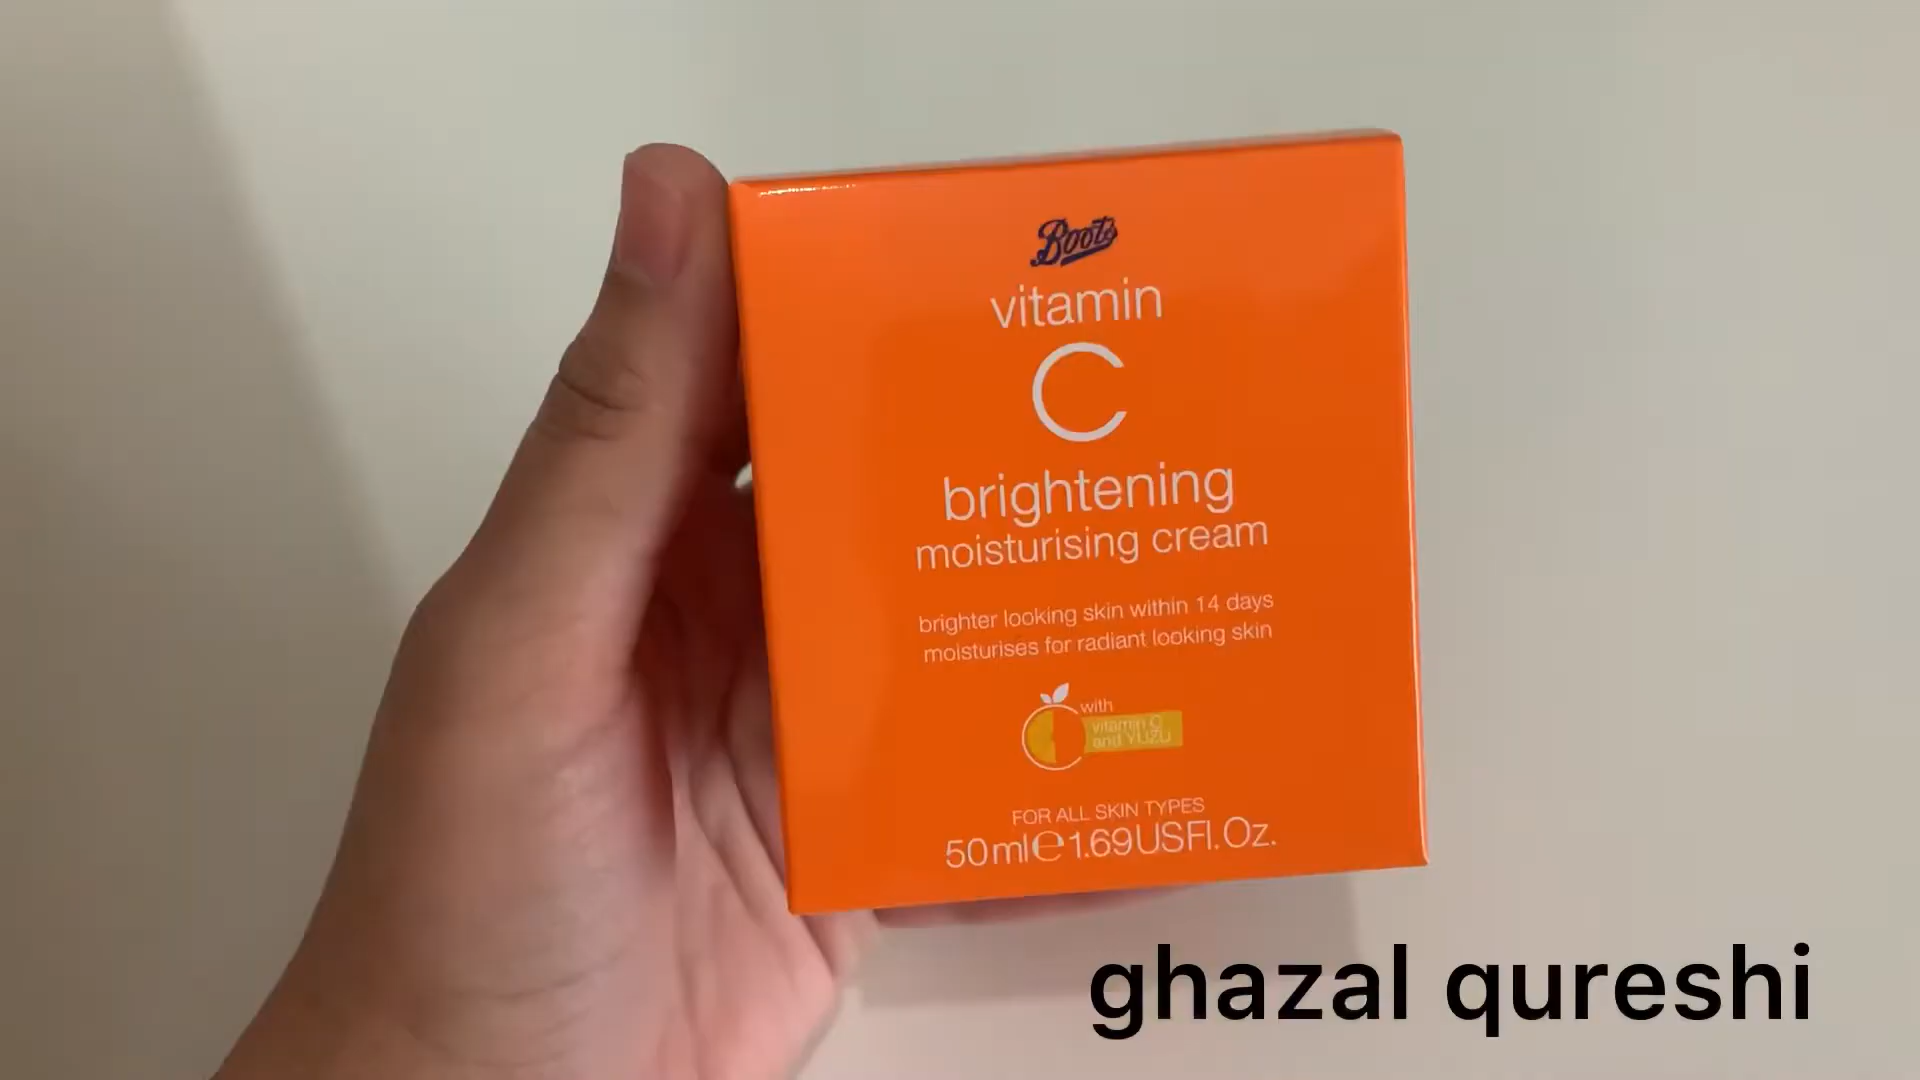 Boots
vitamin
C
brightening
moisturising cream
brighter looking skin within 14 days
moisturises for radiant looking skin
with
vitamin C
and YUZU
FOR ALL SKIN TYPES
50ml℮1.69USFl.Oz.
ghazal qureshi